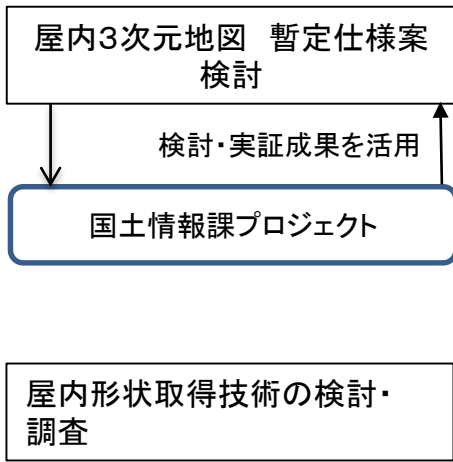 屋内3次元地図　暫定仕様案
検討
検討・実証成果を活用
国土情報課プロジェクト
屋内形状取得技術の検討・
調査